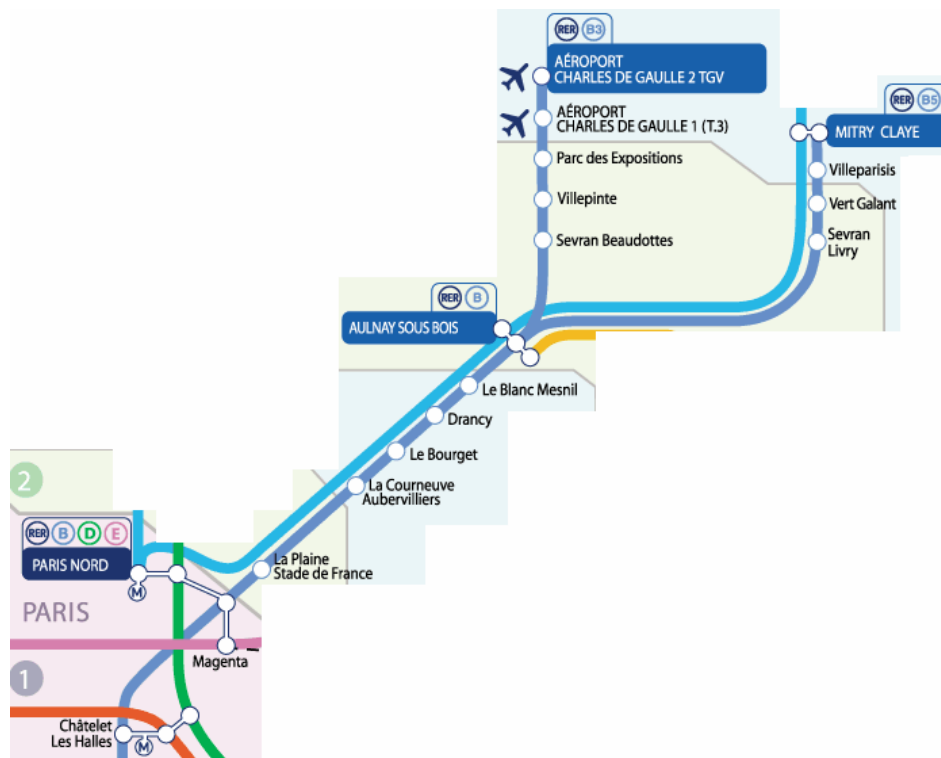 RER B3
AÉROPORT
CHARLES DE GAULLE 2 TGV
AÉROPORT
CHARLES DE GAULLE 1 (T.3)
RER B5
MITRY CLAYE
Parc des Expositions
Villeparisis
Villepinte
Vert Galant
Sevran Beaudottes
Sevran
Livry
RER B
AULNAY SOUS BOIS
Le Blanc Mesnil
Drancy
Le Bourget
2
La Courneuve
Aubervilliers
RER B D E
PARIS NORD
La Plaine
Stade de France
M
PARIS
Magenta
1
Châtelet
Les Halles
M